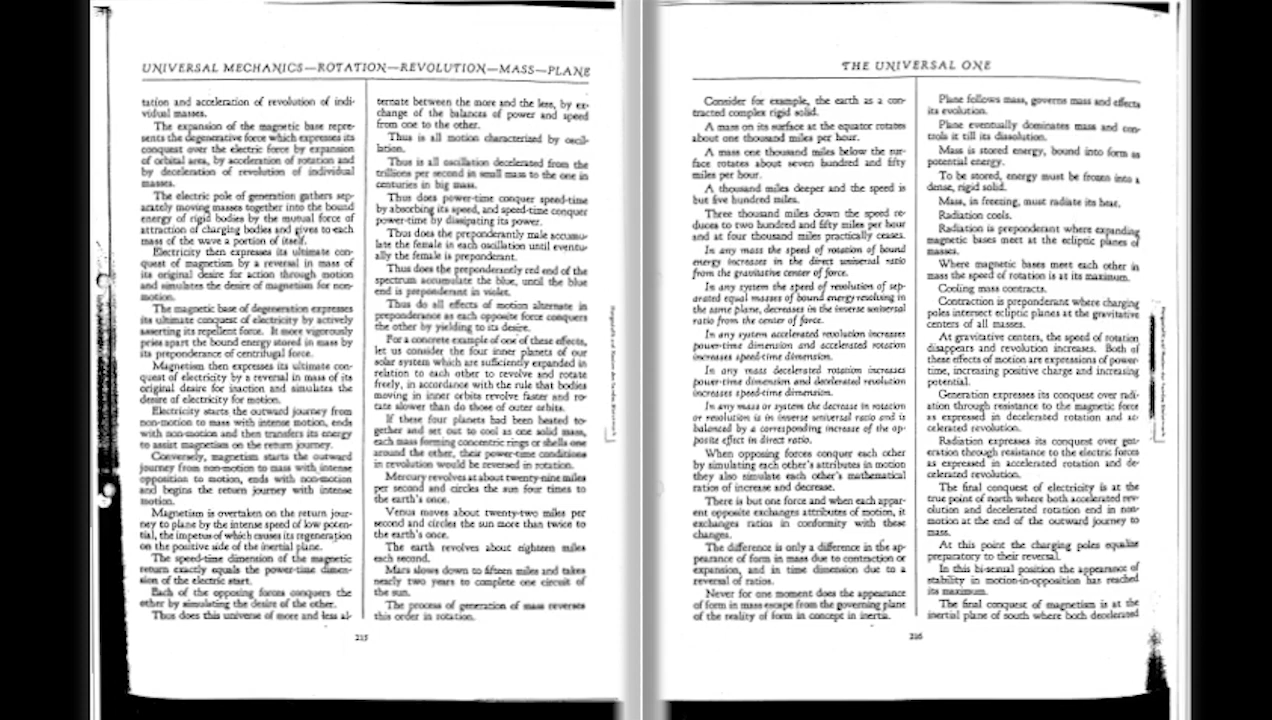 UNIVERSAL MECHANICS—ROTATION—REVOLUTION—MASS—PLANE
tation and acceleration of revolution of indi-
vidual masses.
The expansion of the magnetic base repre-
sents the degenerative force which expresses its
conquest over the electric force by expansion
of orbital area, by acceleration of rotation and
by deceleration of revolution of individual
masses.
The electric pole of generation gathers sep-
arately moving masses together into the bound
energy of rigid bodies by the mutual force of
attraction of charging bodies and gives to each
mass of the wave a portion of itself.
Electricity then expresses its ultimate con-
quest of magnetism by a reversal in mass of
its original desire for action through motion
and simulates the desire of magnetism for non-
motion.
The magnetic base of degeneration expresses
its ultimate conquest of electricity by actively
asserting its repellent force. It more vigorously
pries apart the bound energy stored in mass by
its preponderance of centrifugal force.
Magnetism then expresses its ultimate con-
quest of electricity by a reversal in mass of its
original desire for inaction and simulates the
desire of electricity for motion.
Electricity starts the outward journey from
non-motion to mass with intense motion, ends
with non-motion and then transfers its energy
to assist magnetism on the return journey.
Conversely, magnetism starts the outward
journey from non-motion to mass with intense
opposition to motion, ends with non-motion
and begins the return journey with intense
motion.
Magnetism is overtaken on the return jour-
ney to plane by the intense speed of low poten-
tial, the impetus of which causes its regeneration
on the positive side of the inertial plane.
The speed-time dimension of the magnetic
return exactly equals the power-time dimen-
sion of the electric start.
Each of the opposing forces conquers the
other by simulating the desire of the other.
Thus does this universe of more and less al-
ternate between the more and the less, by ex-
change of the balances of power and speed
from one to the other.
Thus is all motion characterized by oscil-
lation.
Thus is all oscillation decelerated from the
trillions per second in small mass to the one in
centuries in big mass.
Thus does power-time conquer speed-time
by absorbing its speed, and speed-time conquer
power-time by dissipating its power.
Thus does the preponderantly male accumu-
late the female in each oscillation until eventu-
ally the female is preponderant.
Thus does the preponderantly red end of the
spectrum accumulate the blue, until the blue
end is preponderant in violet.
Thus do all effects of motion alternate in
preponderance as each opposite force conquers
the other by yielding to its desire.
For a concrete example of one of these effects,
let us consider the four inner planets of our
solar system which are sufficiently expanded in
relation to each other to revolve and rotate
freely, in accordance with the rule that bodies
moving in inner orbits revolve faster and ro-
tate slower than do those of outer orbits.
If these four planets had been heated to-
gether and set out to cool as one solid mass,
each mass forming concentric rings or shells one
around the other, their power-time conditions
in revolution would be reversed in rotation.
Mercury revolves at about twenty-nine miles
per second and circles the sun four times to
the earth's once.
Venus moves about twenty-two miles per
second and circles the sun more than twice to
the earth's once.
The earth revolves about eighteen miles
each second.
Mars slows down to fifteen miles and takes
nearly two years to complete one circuit of
the sun.
The process of generation of mass reverses
this order in rotation.
215
THE UNIVERSAL ONE
Consider for example, the earth as a con-
tracted complex rigid solid.
A mass on its surface at the equator rotates
about one thousand miles per hour.
A mass one thousand miles below the sur-
face rotates about seven hundred and fifty
miles per hour.
A thousand miles deeper and the speed is
but five hundred miles.
Three thousand miles down the speed re-
duces to two hundred and fifty miles per hour
and at four thousand miles practically ceases.
In any mass the speed of rotation of bound
energy increases in the direct universal ratio
from the gravitative center of force.
In any system the speed of revolution of sep-
arated equal masses of bound energy revolving in
the same plane, decreases in the inverse universal
ratio from the center of force.
In any system accelerated revolution increases
power-time dimension and accelerated rotation
increases speed-time dimension.
In any mass decelerated rotation increases
power-time dimension and decelerated revolution
increases speed-time dimension.
In any mass or system the decrease in rotation
or revolution is in inverse universal ratio and is
balanced by a corresponding increase of the op-
posite effect in direct ratio.
When opposing forces conquer each other
by simulating each other's attributes in motion
they also simulate each other's mathematical
ratios of increase and decrease.
There is but one force and when each appar-
ent opposite exchanges attributes of motion, it
exchanges ratios in conformity with these
changes.
The difference is only a difference in the ap-
pearance of form in mass due to contraction or
expansion, and in time dimension due to a
reversal of ratios.
Never for one moment does the appearance
of form in mass escape from the governing plane
of the reality of form in concept in inertia.
Plane follows mass, governs mass and effects
its evolution.
Plane eventually dominates mass and con-
trols it till its dissolution.
Mass is stored energy, bound into form as
potential energy.
To be stored, energy must be frozen into a
dense, rigid solid.
Mass, in freezing, must radiate its heat.
Radiation cools.
Radiation is preponderant where expanding
magnetic bases meet at the ecliptic planes of
masses.
Where magnetic bases meet each other in
mass the speed of rotation is at its maximum.
Cooling mass contracts.
Contraction is preponderant where charging
poles intersect ecliptic planes at the gravitative
centers of all masses.
At gravitative centers, the speed of rotation
disappears and revolution increases. Both of
these effects of motion are expressions of power-
time, increasing positive charge and increasing
potential.
Generation expresses its conquest over radi-
ation through resistance to the magnetic force
as expressed in decelerated rotation and ac-
celerated revolution.
Radiation expresses its conquest over gen-
eration through resistance to the electric forces
as expressed in accelerated rotation and de-
celerated revolution.
The final conquest of electricity is at the
true point of north where both accelerated rev-
olution and decelerated rotation end in non-
motion at the end of the outward journey to
mass.
At this point the charging poles equalize
preparatory to their reversal.
In this bi-sexual position the appearance of
stability in motion-in-opposition has reached
its maximum.
The final conquest of magnetism is at the
inertial plane of south where both decelerated
216